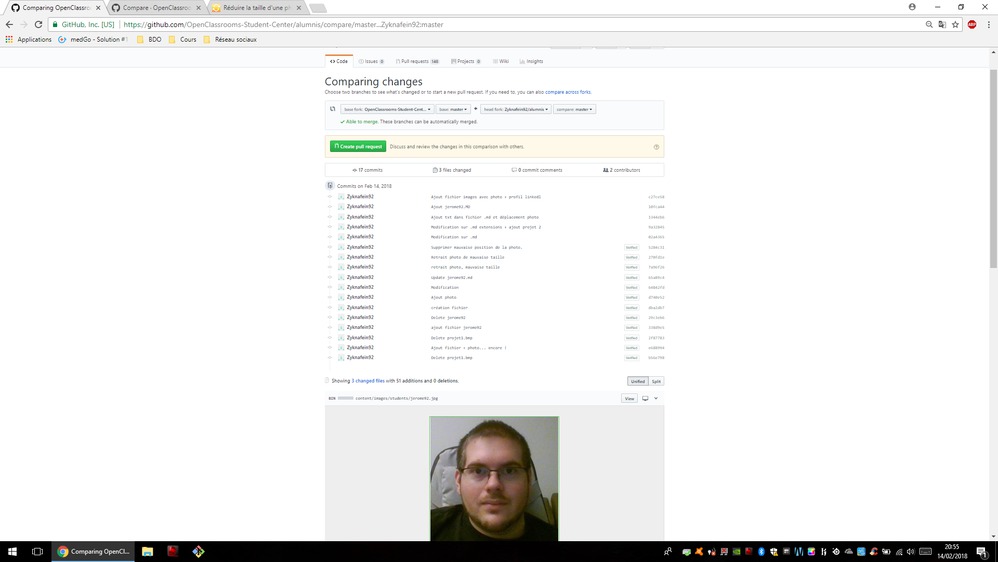 Comparing OpenClassroom
Compare - OpenClassroo
Réduire la taille d'une ph
GitHub, Inc. [US]
https://github.com/OpenClassrooms-Student-Center/alumnis/compare/master...Zyknafein92:master
Applications
medGo - Solution #1
BDO
Cours
Réseau sociaux
Code
Issues 0
Pull requests 148
Projects 0
Wiki
Insights
Comparing changes
Choose two branches to see what's changed or to start a new pull request. If you need to, you can also compare across forks.
base fork: OpenClassrooms-Student-Cent...
base: master
head fork: Zyknafein92/alumnis
compare: master
Able to merge. These branches can be automatically merged.
Create pull request
Discuss and review the changes in this comparison with others.
17 commits
3 files changed
0 commit comments
2 contributors
Commits on Feb 14, 2018
Zyknafein92 Ajout fichier images avec photo + profil linkedi
Zyknafein92 Ajout jerome92.MD
Zyknafein92 Ajout txt dans fichier .md et déplacement photo
Zyknafein92 Modification sur .md extensions + ajout projet 3
Zyknafein92 Modification sur .md
Zyknafein92 Supprimer mauvaise position de la photo. Verified
Zyknafein92 Retrait photo de mauvaise taille Verified
Zyknafein92 retrait photo, mauvaise taille Verified
Zyknafein92 update jerome92.md Verified
Zyknafein92 Modification Verified
Zyknafein92 Ajout photo Verified
Zyknafein92 creation fichier Verified
Zyknafein92 Delete jerome92 Verified
Zyknafein92 ajout fichier jerome92 Verified
Zyknafein92 Delete projet3.bmp Verified
Zyknafein92 Ajout fichier + photo... encore ! Verified
Zyknafein92 Delete projet3.bmp Verified
Showing 3 changed files with 51 additions and 0 deletions.
Unified
Split
BIN
content/images/students/jerome92.jpg
View
Comparing OpenCl...
20:55
14/02/2018